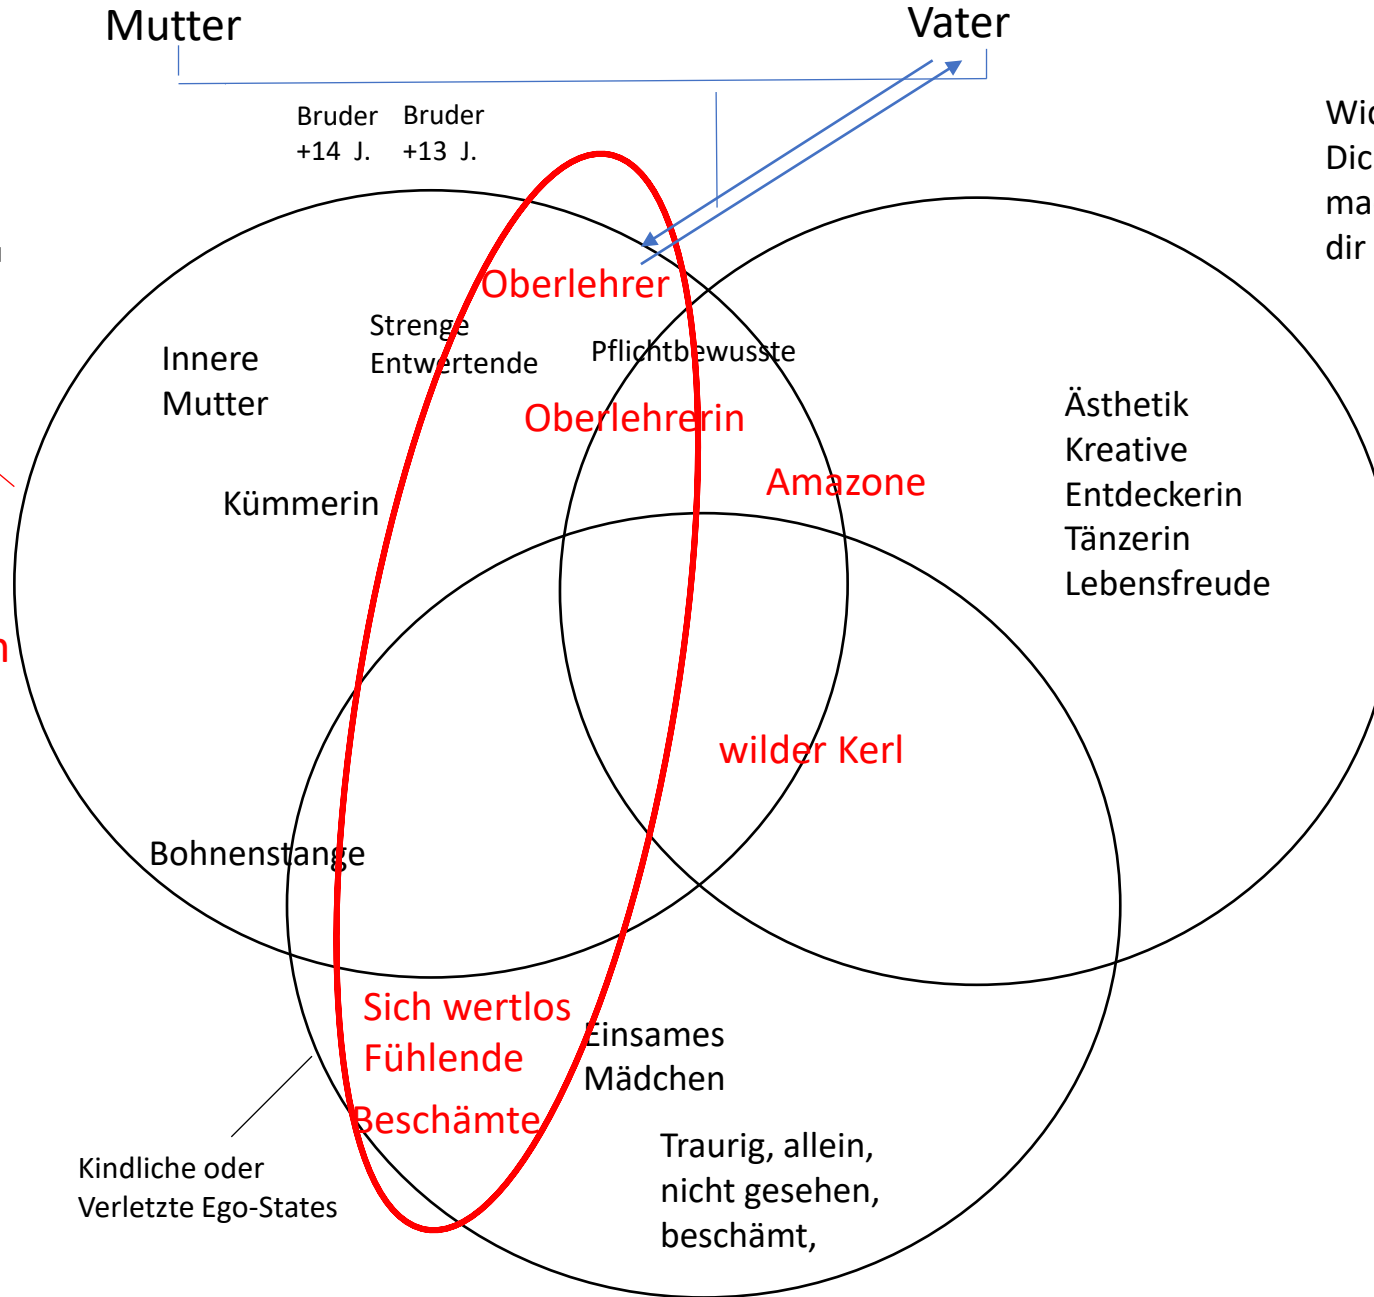 Mutter
Vater
Bruder
+14 J.
Bruder
+13 J.
Oberlehrer
Strenge
Entwertende
Pflichtbewusste
Innere
Mutter
Oberlehrerin
Ästhetik
Kreative
Entdeckerin
Tänzerin
Lebensfreude
Amazone
Kümmerin
wilder Kerl
Bohnenstange
Sich wertlos
Fühlende
Beschämte
Einsames
Mädchen
Kindliche oder
Verletzte Ego-States
Traurig, allein,
nicht gesehen,
beschämt,
dir